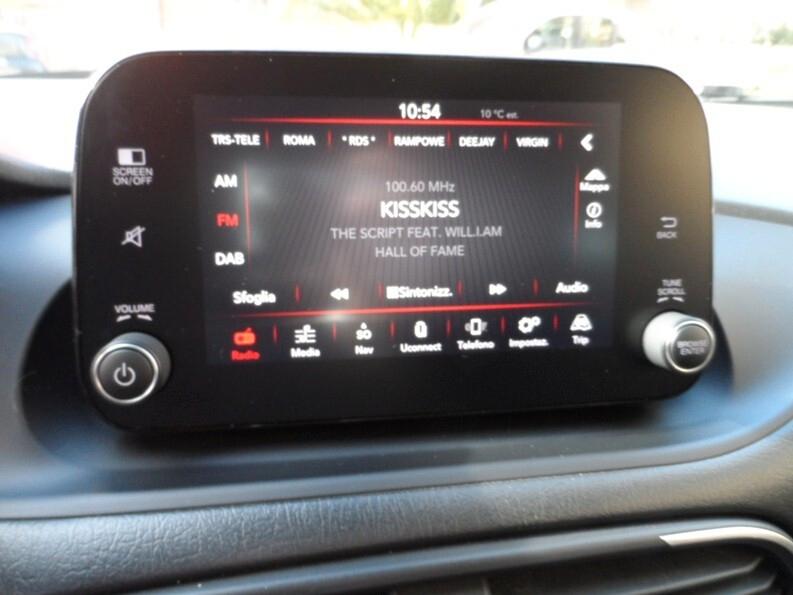 10:54 10 °C est.
TRS-TELE ROMA *RDS* RAMPOWE DEEJAY VIRGIN
SCREEN
ON/OFF
AM
100.60 MHz
Mappa
KISSKISS
FM
Info
THE SCRIPT FEAT. WILL.I.AM
BACK
HALL OF FAME
DAB
Sfoglia Sintonizz. Audio
TUNE
SCROLL
VOLUME
Radio Media Nav Uconnect Telefono Impostaz. Trip
BROWSE
ENTER